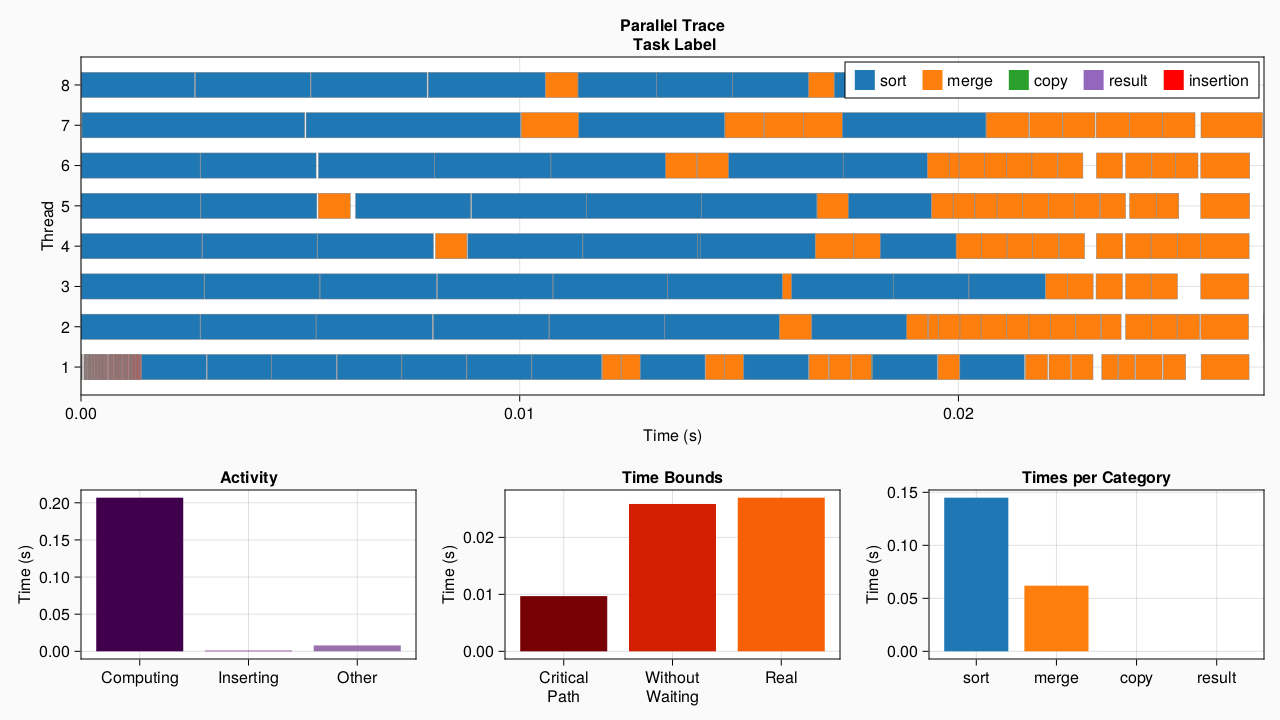 Parallel Trace
Task Label
sort merge copy result insertion
8
7
6
5
4
3
2
1
Thread
0.00 0.01 0.02
Time (s)
Activity
0.20
0.15
0.10
0.05
0.00
Time (s)
Computing Inserting Other
Time Bounds
0.02
0.01
0.00
Time (s)
Critical Path
Without Waiting
Real
Times per Category
0.15
0.10
0.05
0.00
Time (s)
sort merge copy result